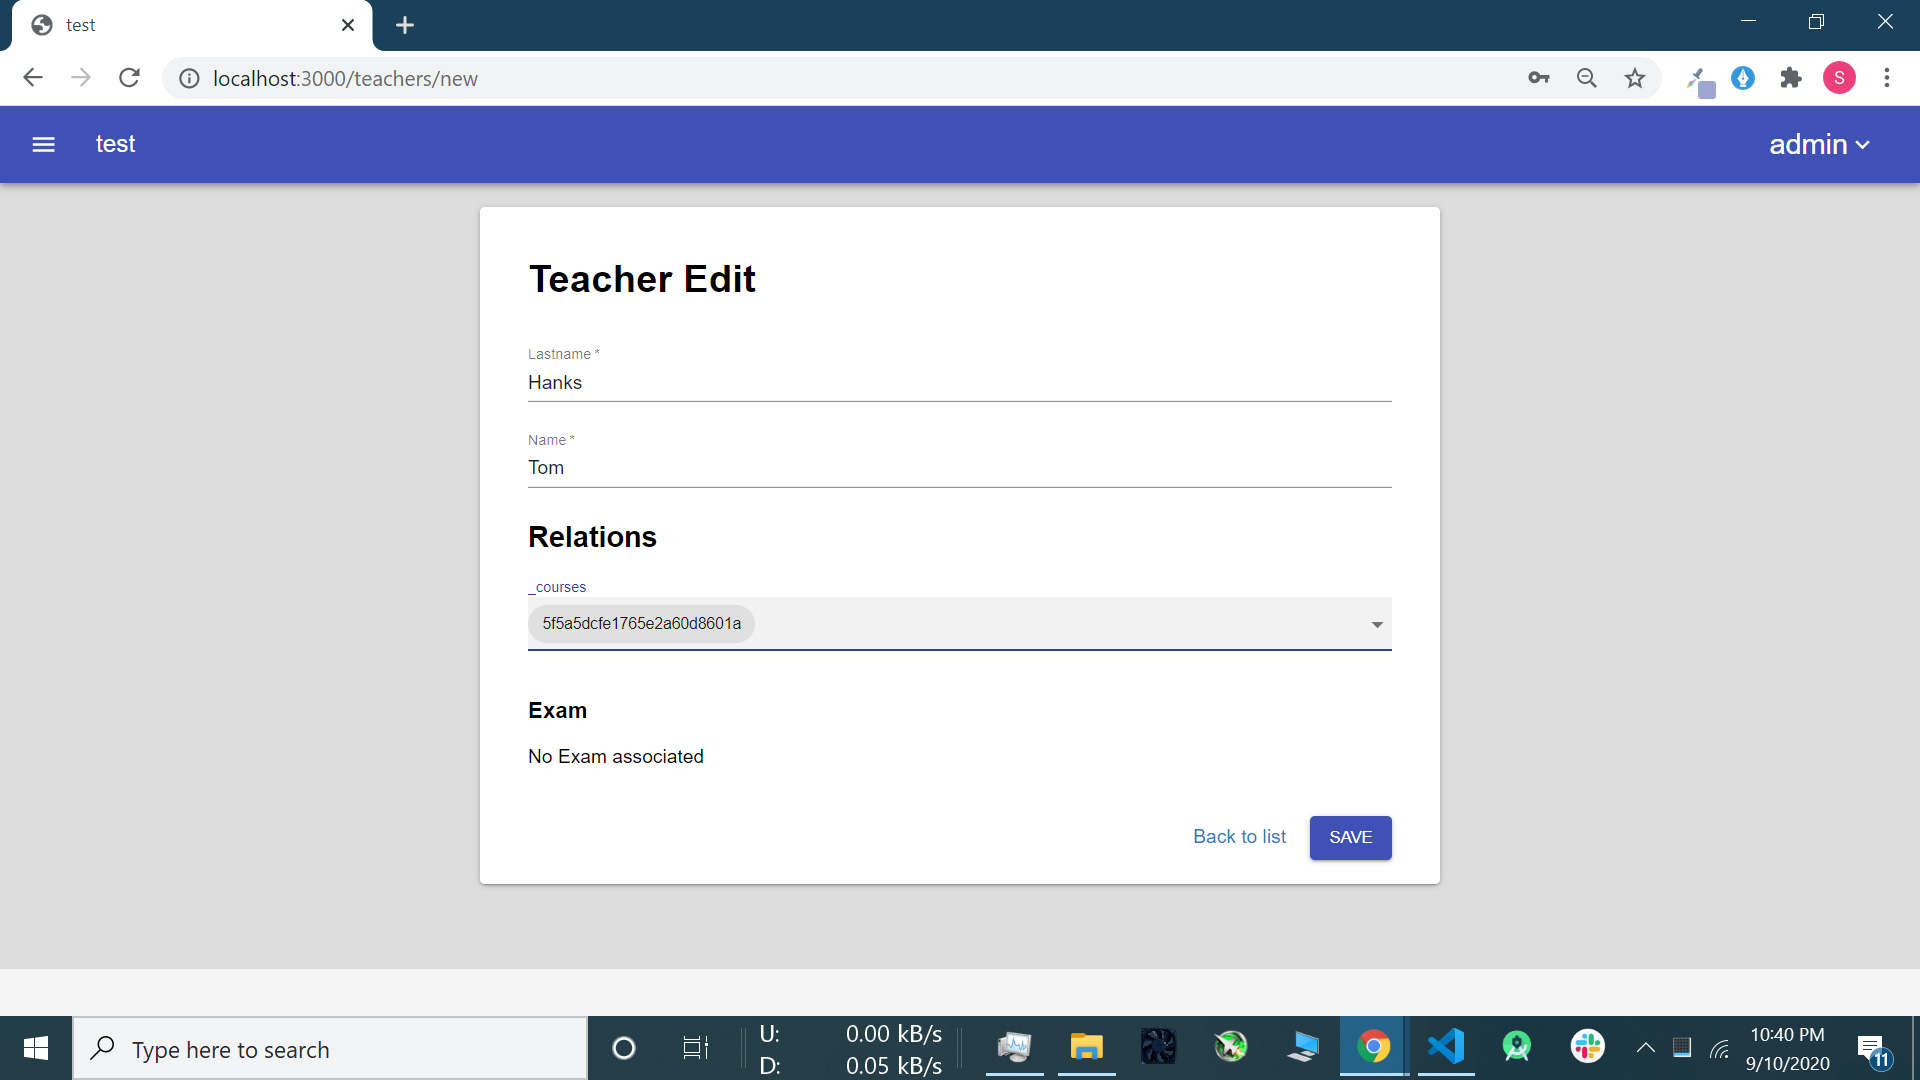 test
localhost:3000/teachers/new
S
test
admin
Teacher Edit
Lastname *
Hanks
Name *
Tom
Relations
_courses
5f5a5dcfe1765e2a60d8601a
Exam
No Exam associated
Back to list
SAVE
Type here to search
U: 0.00 kB/s
D: 0.05 kB/s
10:40 PM
9/10/2020
11